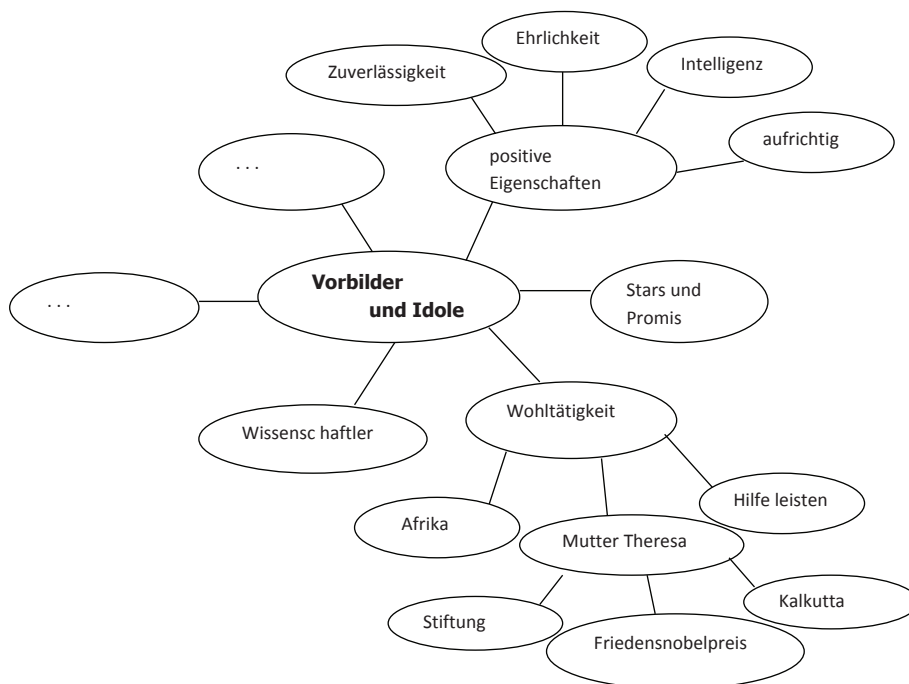 Ehrlichkeit
Zuverlässigkeit
Intelligenz
aufrichtig
positive
Eigenschaften
. . .
. . .
Vorbilder
und Idole
Stars und
Promis
Wissensc haftler
Wohltätigkeit
Hilfe leisten
Afrika
Mutter Theresa
Kalkutta
Stiftung
Friedensnobelpreis